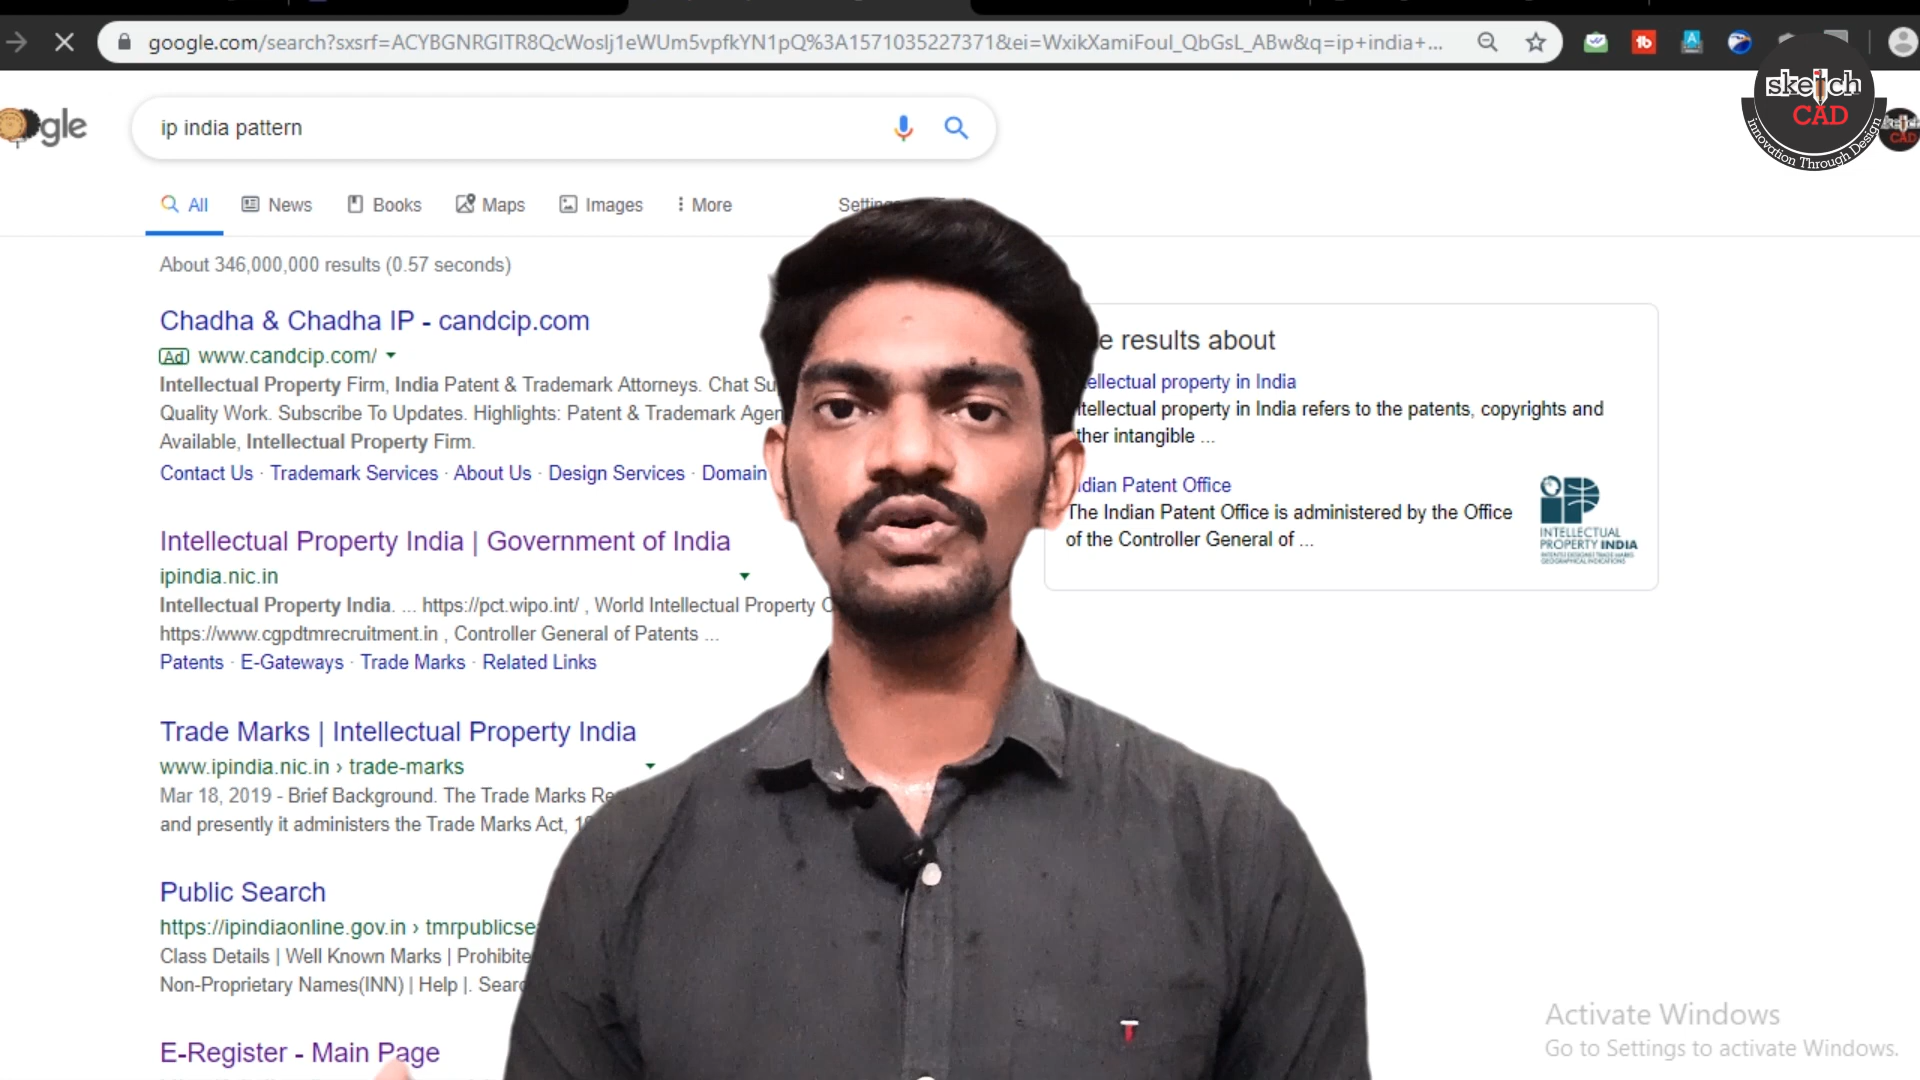 google.com/search?sxsrf=ACYBGNRGITR8QcWoslj1eWUm5vpfkYN1pQ%3A1571035227371&ei=WxikXamiFoul_QbGsL_ABw&q=ip+india+...
gle
ip india pattern
sketch
CAD
innovation Through Design
All News Books Maps Images More Settings
About 346,000,000 results (0.57 seconds)
Chadha & Chadha IP - candcip.com
Ad www.candcip.com/
Intellectual Property Firm, India Patent & Trademark Attorneys. Chat Su
Quality Work. Subscribe To Updates. Highlights: Patent & Trademark Agen
Available, Intellectual Property Firm.
Contact Us · Trademark Services · About Us · Design Services · Domain
Intellectual Property India | Government of India
ipindia.nic.in
Intellectual Property India. ... https://pct.wipo.int/ , World Intellectual Property O
https://www.cgpdtmrecruitment.in , Controller General of Patents ...
Patents · E-Gateways · Trade Marks · Related Links
Trade Marks | Intellectual Property India
www.ipindia.nic.in › trade-marks
Mar 18, 2019 - Brief Background. The Trade Marks Re
and presently it administers the Trade Marks Act, 1
Public Search
https://ipindiaonline.gov.in › tmrpublicse
Class Details | Well Known Marks | Prohibite
Non-Proprietary Names(INN) | Help |. Searc
E-Register - Main Page
e results about
ellectual property in India
tellectual property in India refers to the patents, copyrights and
ther intangible ...
dian Patent Office
The Indian Patent Office is administered by the Office
of the Controller General of ...
INTELLECTUAL
PROPERTY INDIA
Activate Windows
Go to Settings to activate Windows.